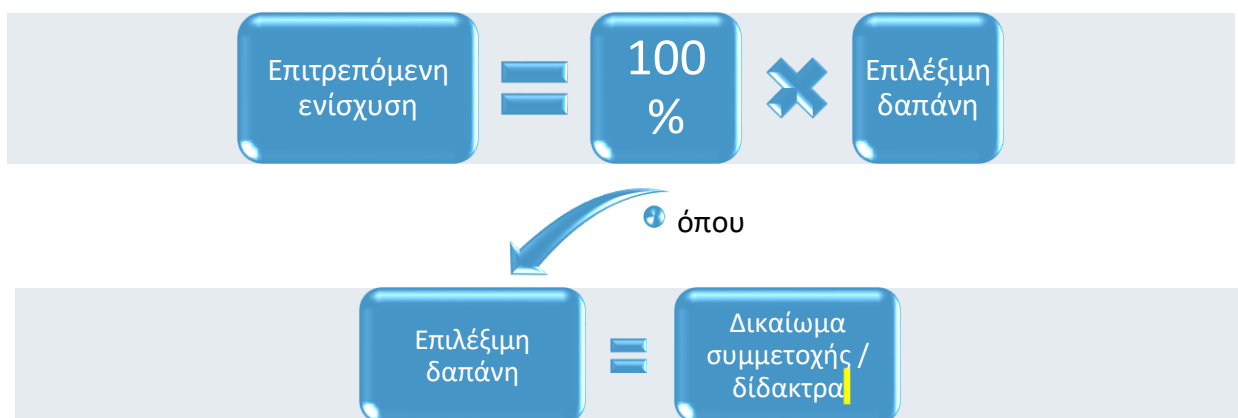 Επιτρεπόμενη
ενίσχυση
100
%
Επιλέξιμη
δαπάνη
όπου
Επιλέξιμη
δαπάνη
Δικαίωμα
συμμετοχής /
δίδακτρα